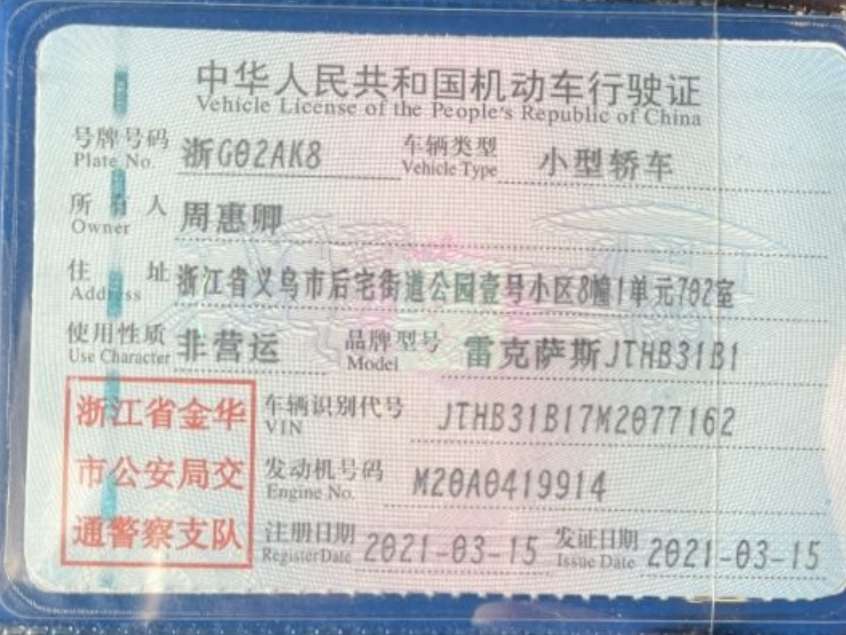 中华人民共和国机动车行驶证
Vehicle License of the People's Republic of China
号牌号码 浙G02AK8 车辆类型 小型轿车
Plate No. Vehicle Type
所有人 周惠卿
Owner
住址 浙江省义乌市后宅街道公园壹号小区8幢1单元702室
Address
使用性质 非营运 品牌型号 雷克萨斯JTHB31B1
Use Character Model
浙江省金华 车辆识别代号 JTHB31B17M2077162
VIN
市公安局交 发动机号码 M20A0419914
Engine No.
通警察支队 注册日期 2021-03-15 发证日期 2021-03-15
Register Date Issue Date